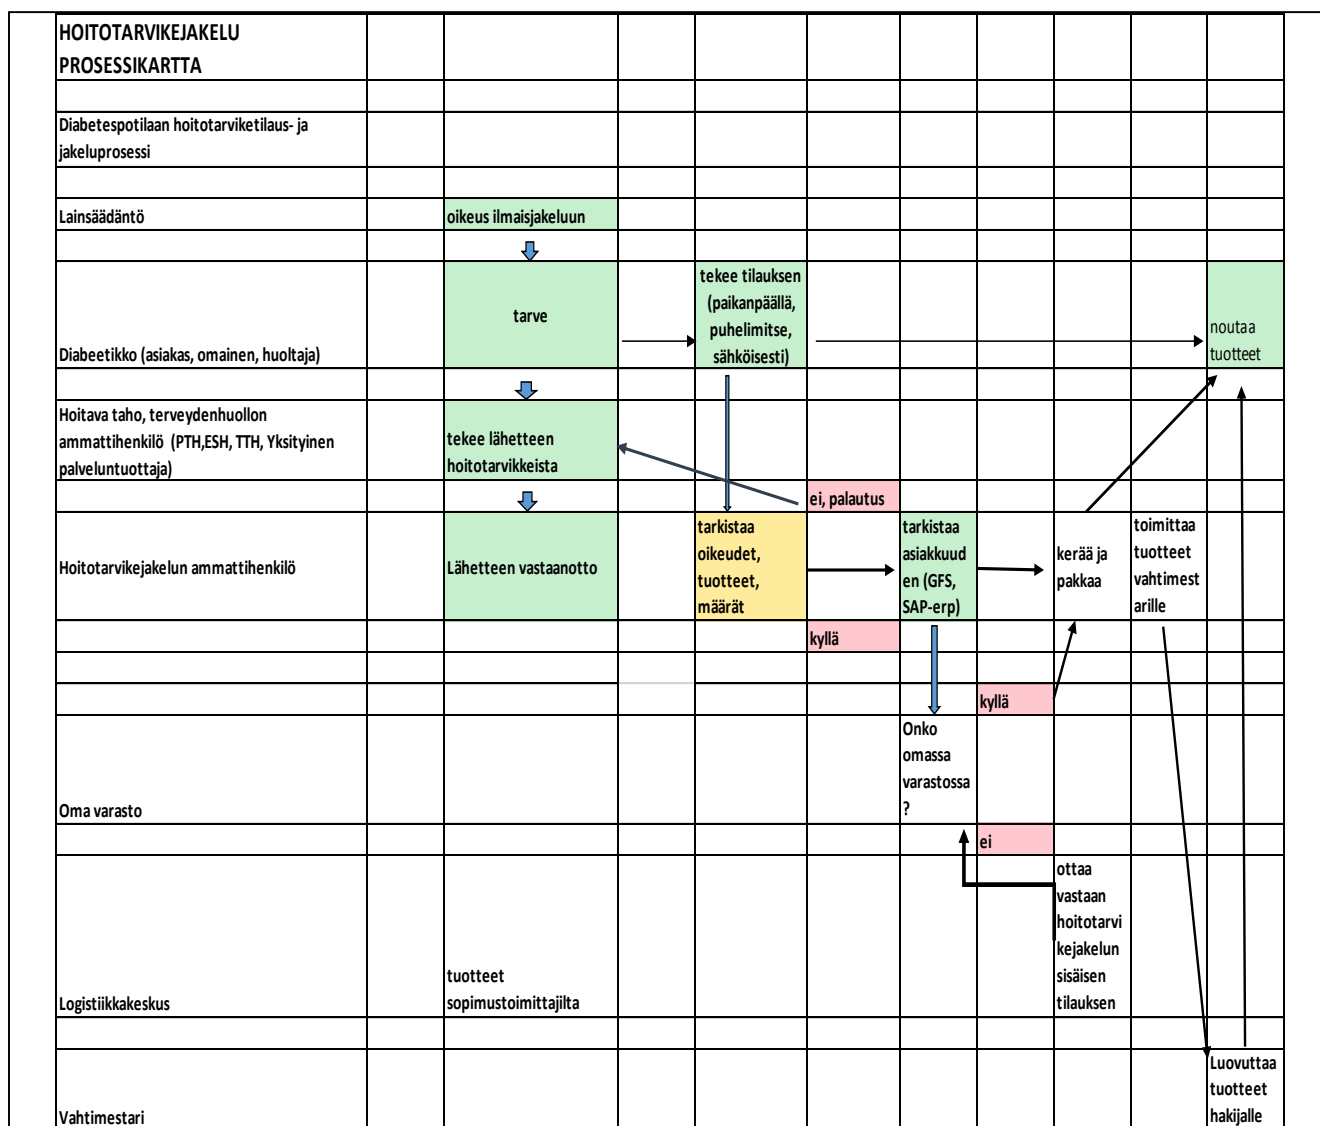 HOITOTARVIKEJAKELU
PROSESSIKARTTA
Diabetespotilaan hoitotarviketilaus- ja
jakeluprosessi
Lainsäädäntö
oikeus ilmaisjakeluun
Diabeetikko (asiakas, omainen, huoltaja)
tarve
tekee tilauksen
(paikanpäällä,
puhelimitse,
sähköisesti)
noutaa
tuotteet
Hoitava taho, terveydenhuollon
ammattihenkilö (PTH,ESH, TTH, Yksityinen
palveluntuottaja)
tekee lähetteen
hoitotarvikkeista
ei, palautus
Hoitotarvikejakelun ammattihenkilö
Lähetteen vastaanotto
tarkistaa
oikeudet,
tuotteet,
määrät
tarkistaa
asiakkuud
en (GFS,
SAP-erp)
kerää ja
pakkaa
toimittaa
tuotteet
vahtimest
arille
kyllä
kyllä
Oma varasto
Onko
omassa
varastossa
?
ei
Logistiikkakeskus
tuotteet
sopimustoimittajilta
ottaa
vastaan
hoitotarvi
kejakelun
sisäisen
tilauksen
Vahtimestari
Luovuttaa
tuotteet
hakijalle